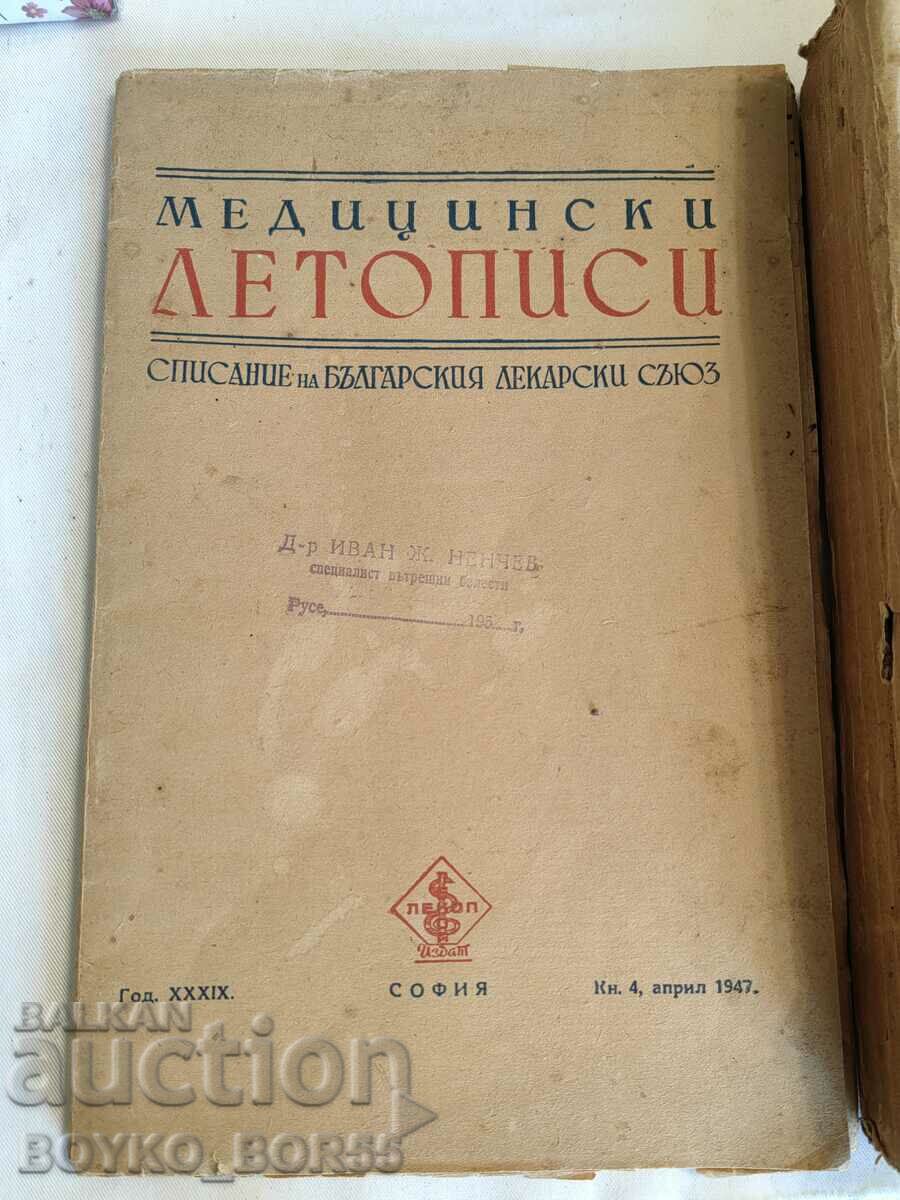 МЕДИЦИНСКИ
ЛЕТОПИСИ
СПИСАНИЕ НА БЪЛГАРСКИЯ ЛЕКАРСКИ СЪЮЗ
Д-р ИВАН Ж. НЕНЧЕВ
специалист вътрешни болести
Русе, 195 г,
ЛЕКОП
Издат
Год. XXXIX.
СОФИЯ
Кн. 4, април 1947.
BALKAN
auction
BOYKO_BOR55